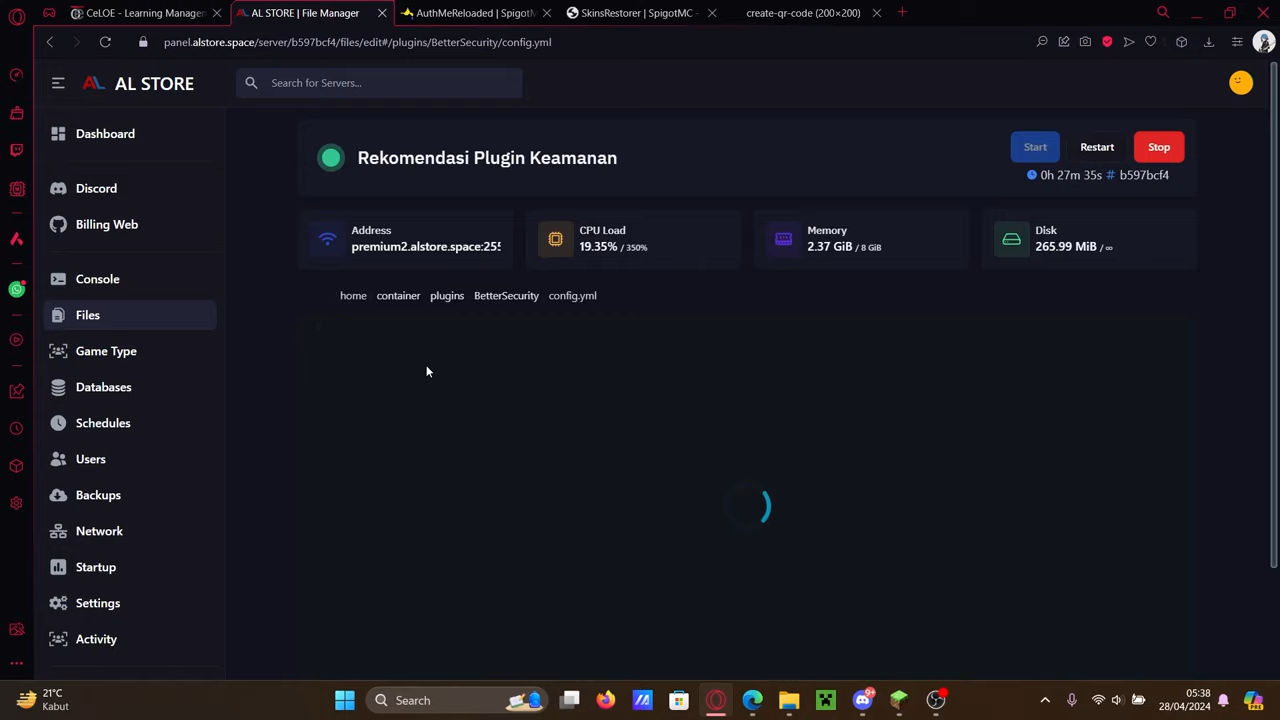 CeLOE - Learning Managem
AL STORE | File Manager
AuthMeReloaded | SpigotM
SkinsRestorer | SpigotMC -
create-qr-code (200×200)
panel.alstore.space/server/b597bcf4/files/edit#/plugins/BetterSecurity/config.yml
AL STORE
Search for Servers...
Dashboard
Discord
Billing Web
Console
Files
Game Type
Databases
Schedules
Users
Backups
Network
Startup
Settings
Activity
Rekomendasi Plugin Keamanan
Start
Restart
Stop
0h 27m 35s # b597bcf4
Address
premium2.alstore.space:255
CPU Load
19.35% / 350%
Memory
2.37 GiB / 8 GiB
Disk
265.99 MiB / ∞
home container plugins BetterSecurity config.yml
21°C
Kabut
Search
05:38
28/04/2024